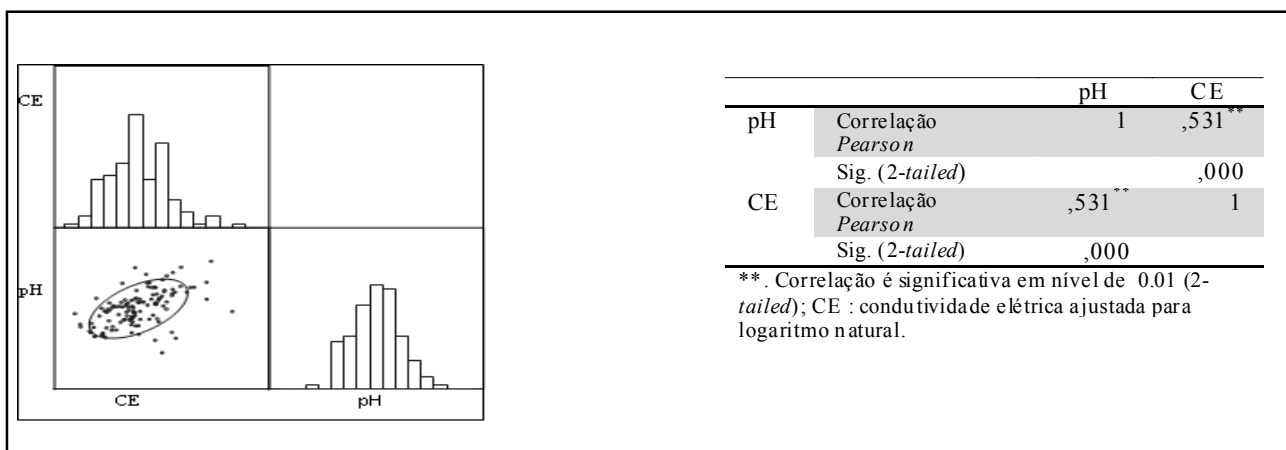 CE
pH
CE pH
pH CE
pH Correlação 1 ,531**
Pearson
Sig. (2-tailed) ,000
CE Correlação ,531** 1
Pearson
Sig. (2-tailed) ,000
**. Correlação é significativa em nível de 0.01 (2-
tailed); CE : condutividade elétrica ajustada para
logaritmo natural.